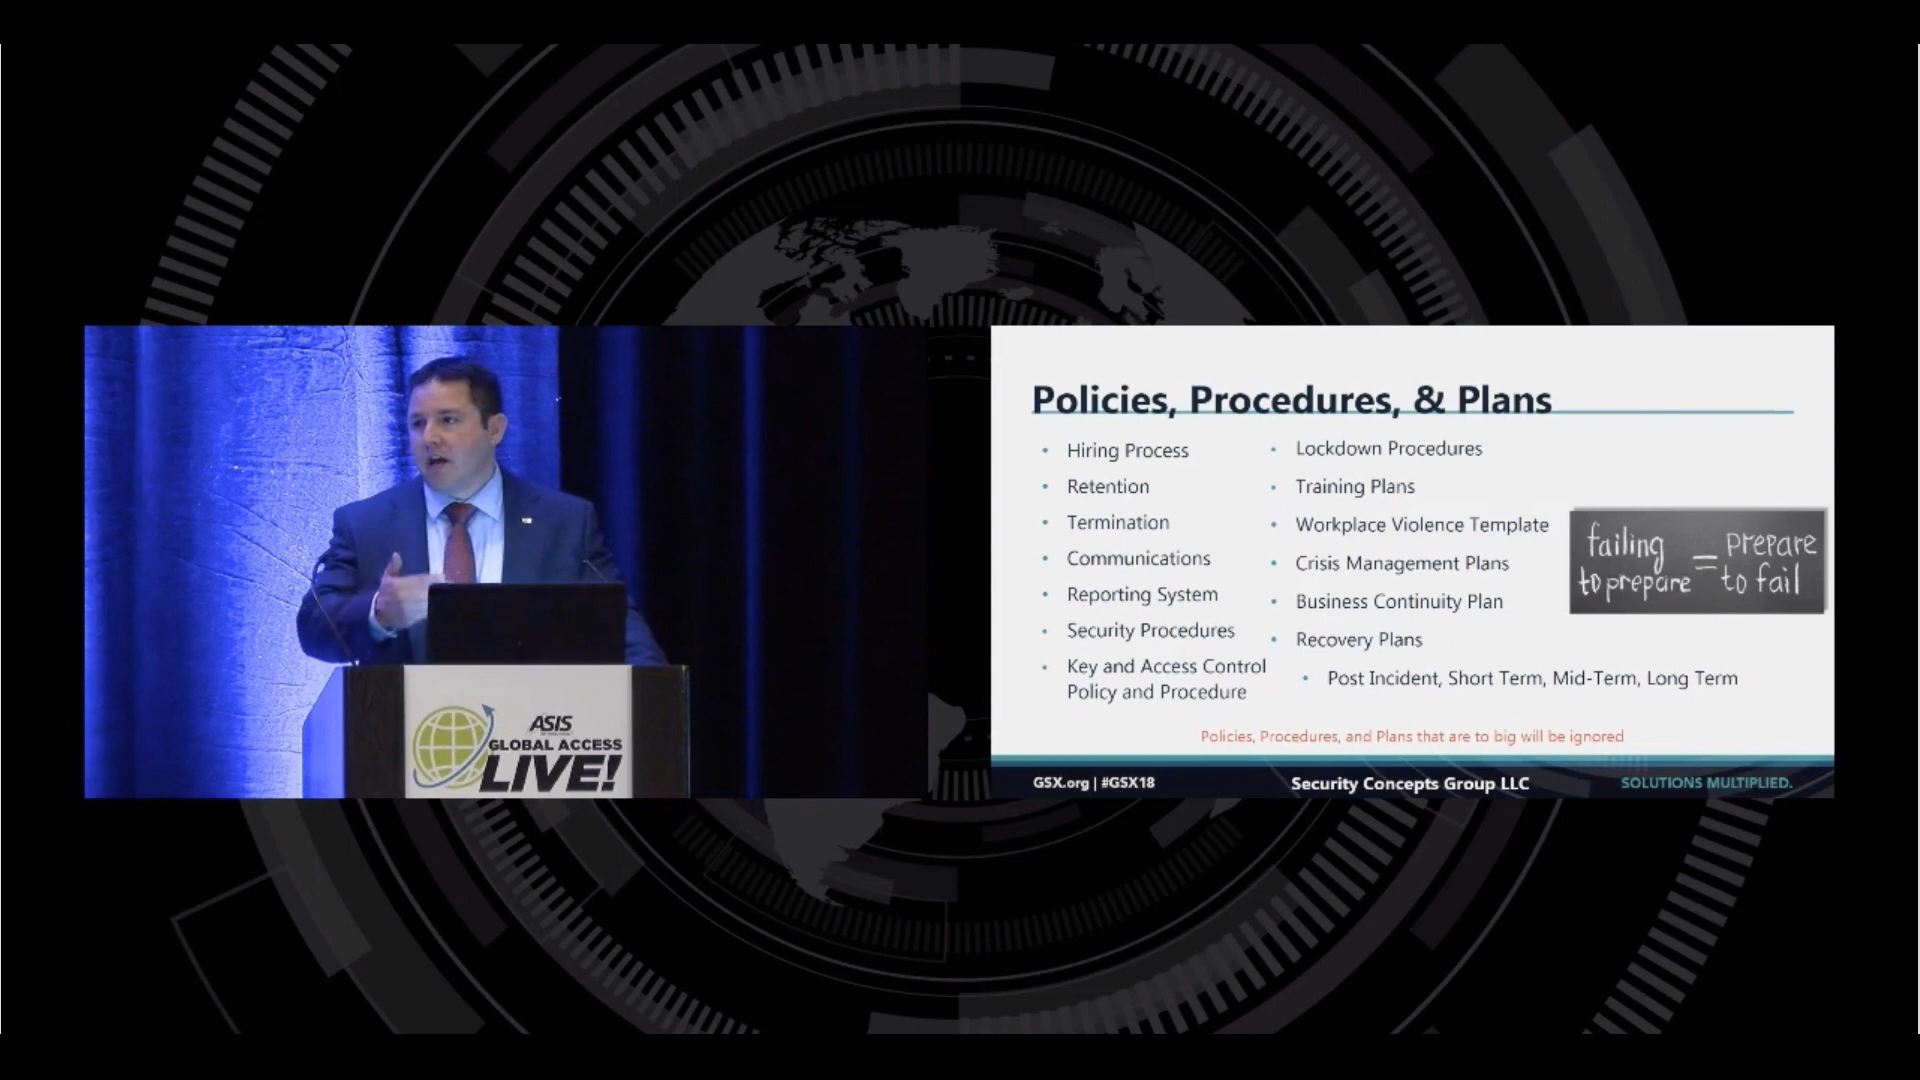 ASIS
GLOBAL ACCESS
LIVE!
Policies, Procedures, & Plans
• Hiring Process
• Retention
• Termination
• Communications
• Reporting System
• Security Procedures
• Key and Access Control
Policy and Procedure
• Lockdown Procedures
• Training Plans
• Workplace Violence Template
• Crisis Management Plans
• Business Continuity Plan
• Recovery Plans
• Post Incident, Short Term, Mid-Term, Long Term
failing = prepare
to prepare to fail
Policies, Procedures, and Plans that are to big will be ignored
GSX.org | #GSX18
Security Concepts Group LLC
SOLUTIONS MULTIPLIED.